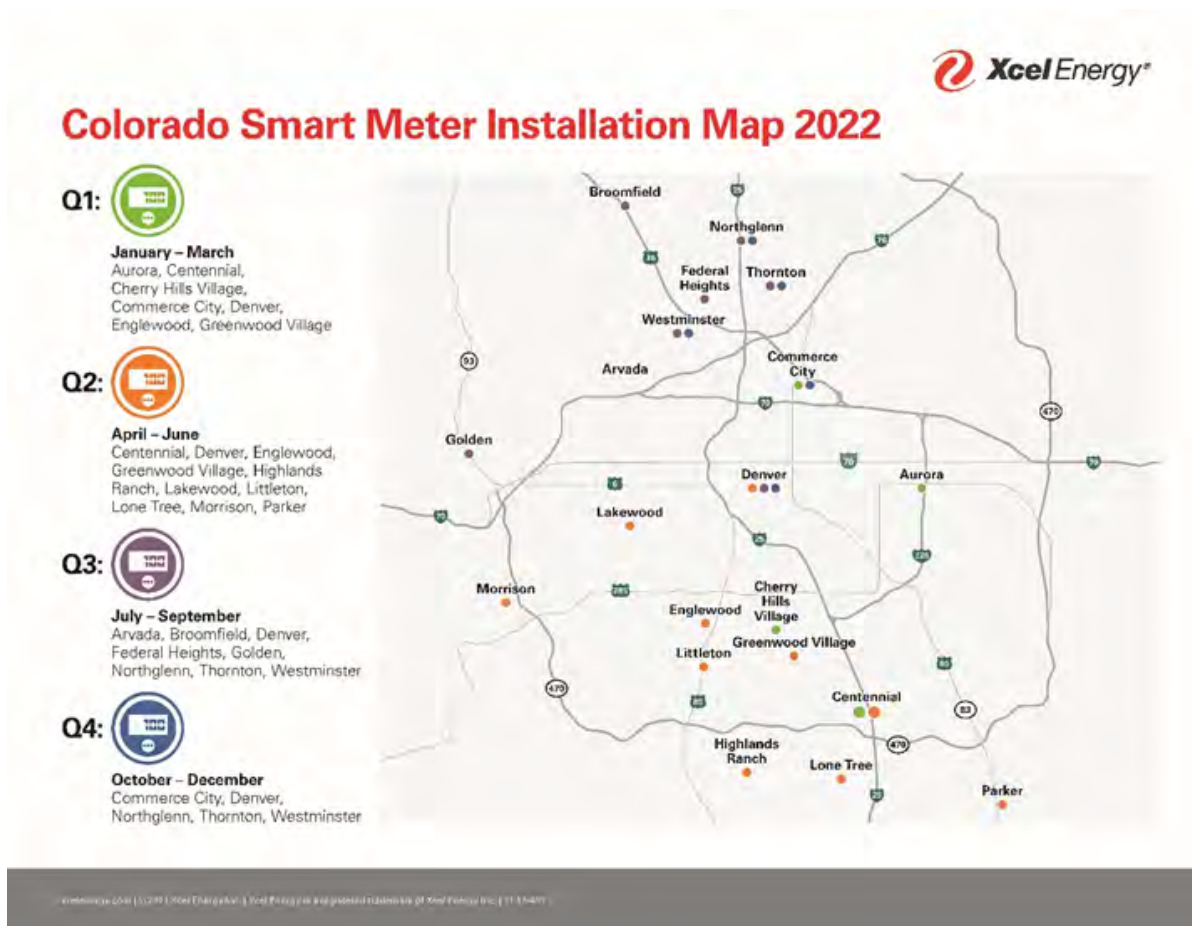 Xcel Energy®
Colorado Smart Meter Installation Map 2022
Q1:
January – March
Aurora, Centennial,
Cherry Hills Village,
Commerce City, Denver,
Englewood, Greenwood Village
Q2:
April – June
Centennial, Denver, Englewood,
Greenwood Village, Highlands
Ranch, Lakewood, Littleton,
Lone Tree, Morrison, Parker
Q3:
July – September
Arvada, Broomfield, Denver,
Federal Heights, Golden,
Northglenn, Thornton, Westminster
Q4:
October – December
Commerce City, Denver,
Northglenn, Thornton, Westminster
Broomfield
Northglenn
76
Federal
Heights
Thornton
Westminster
93
Commerce
City
Arvada
70
470
Golden
70
70
Denver
Aurora
6
Lakewood
70
25
225
Morrison
285
Cherry
Hills
Village
Englewood
Greenwood Village
Littleton
470
85
Centennial
83
Highlands
Ranch
470
Lone Tree
25
Parker